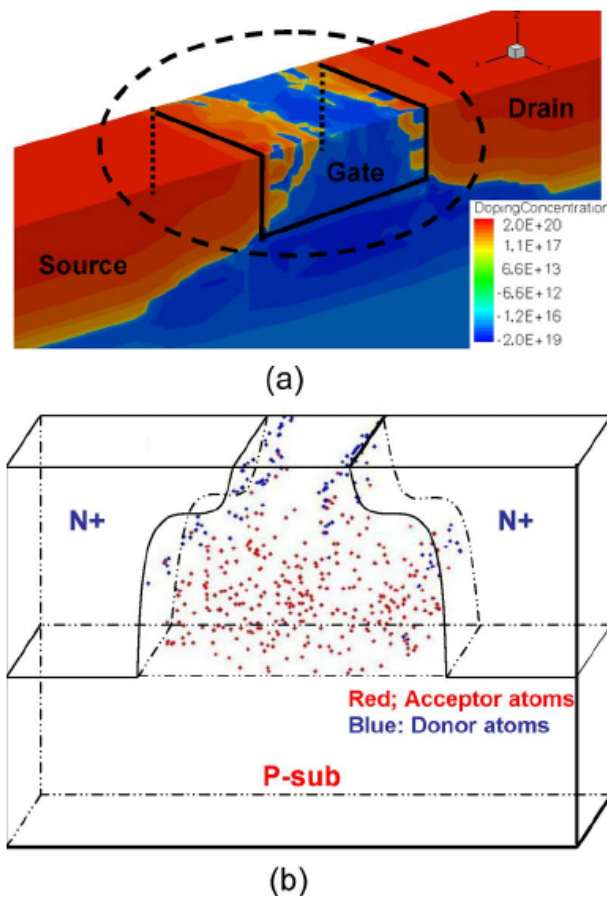 Z
X
Y
Drain
Gate
Source
DopingConcentration
2.0E+20
1.1E+17
6.6E+13
-6.6E+12
-1.2E+16
-2.0E+19
(a)
N+
N+
Red; Acceptor atoms
Blue: Donor atoms
P-sub
(b)